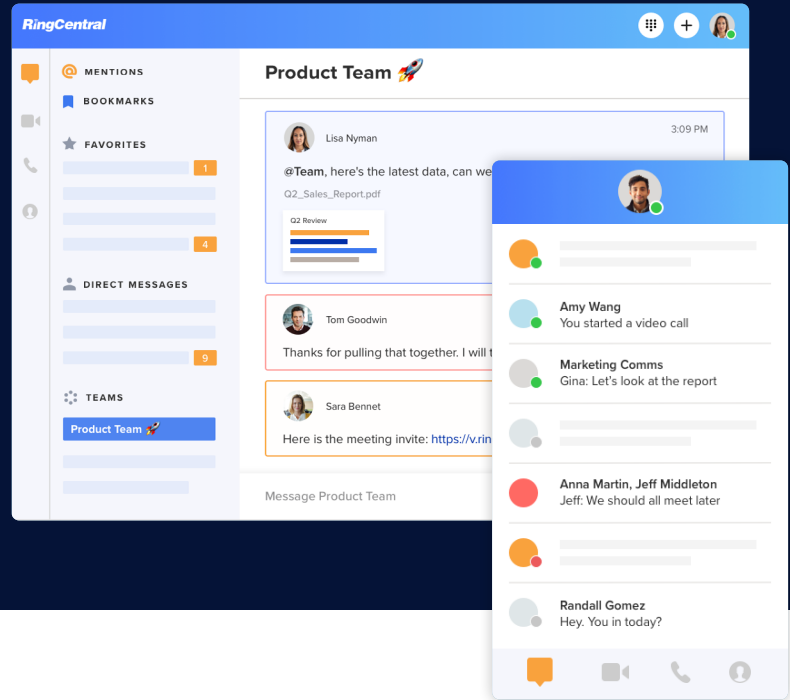 RingCentral
MENTIONS
BOOKMARKS
FAVORITES
1
4
DIRECT MESSAGES
9
TEAMS
Product Team 🚀
Product Team 🚀
Lisa Nyman
3:09 PM
@Team, here's the latest data, can we
Q2_Sales_Report.pdf
Q2 Review
Tom Goodwin
Thanks for pulling that together. I will
Sara Bennet
Here is the meeting invite: https://v.rin
Message Product Team
Amy Wang
You started a video call
Marketing Comms
Gina: Let's look at the report
Anna Martin, Jeff Middleton
Jeff: We should all meet later
Randall Gomez
Hey. You in today?